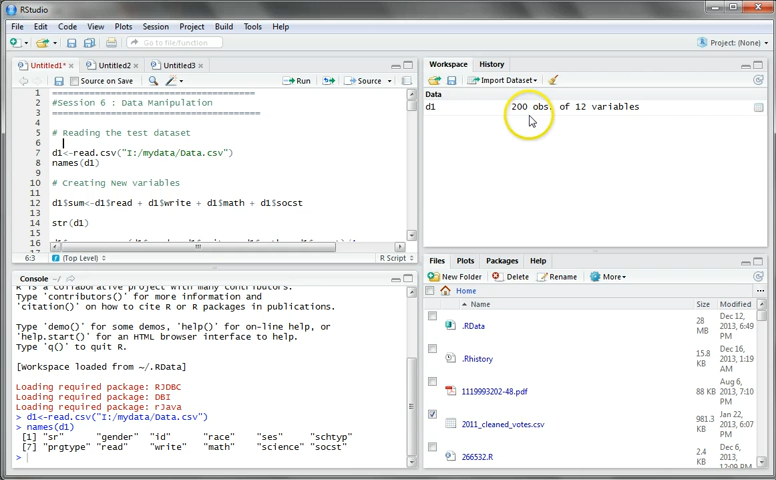 RStudio
File Edit Code View Plots Session Project Build Tools Help
Go to file/function
Project: (None)
Untitled1* Untitled2 Untitled3
Source on Save Run Source
1 ========================================
2 #Session 6 : Data Manipulation
3 =========================================
4
5 # Reading the test dataset
6
7 d1<-read.csv("I:/mydata/Data.csv")
8 names(d1)
9
10 # Creating New variables
11
12 d1$sum<-d1$read + d1$write + d1$math + d1$socst
13
14 str(d1)
15
16
6:3 (Top Level) R Script
Console ~/
R is a collaborative project with many contributors.
Type 'contributors()' for more information and
'citation()' on how to cite R or R packages in publications.
Type 'demo()' for some demos, 'help()' for on-line help, or
'help.start()' for an HTML browser interface to help.
Type 'q()' to quit R.
[Workspace loaded from ~/.RData]
Loading required package: RJDBC
Loading required package: DBI
Loading required package: rJava
> d1<-read.csv("I:/mydata/Data.csv")
> names(d1)
[1] "sr" "gender" "id" "race" "ses" "schtyp"
[7] "prgtype" "read" "write" "math" "science" "socst"
>
Workspace History
Import Dataset
Data
d1 200 obs. of 12 variables
Files Plots Packages Help
New Folder Delete Rename More
Home
Name Size Modified
.RData 28 MB Dec 12, 2013, 6:49 PM
.Rhistory 15.8 KB Dec 16, 2013, 1:19 AM
1119993202-48.pdf 88 KB Aug 6, 2013, 7:10 PM
2011_cleaned_votes.csv 981.3 KB Jan 22, 2013, 6:07 PM
266532.R 2.4 KB Dec 6, 2013, 12:09 AM